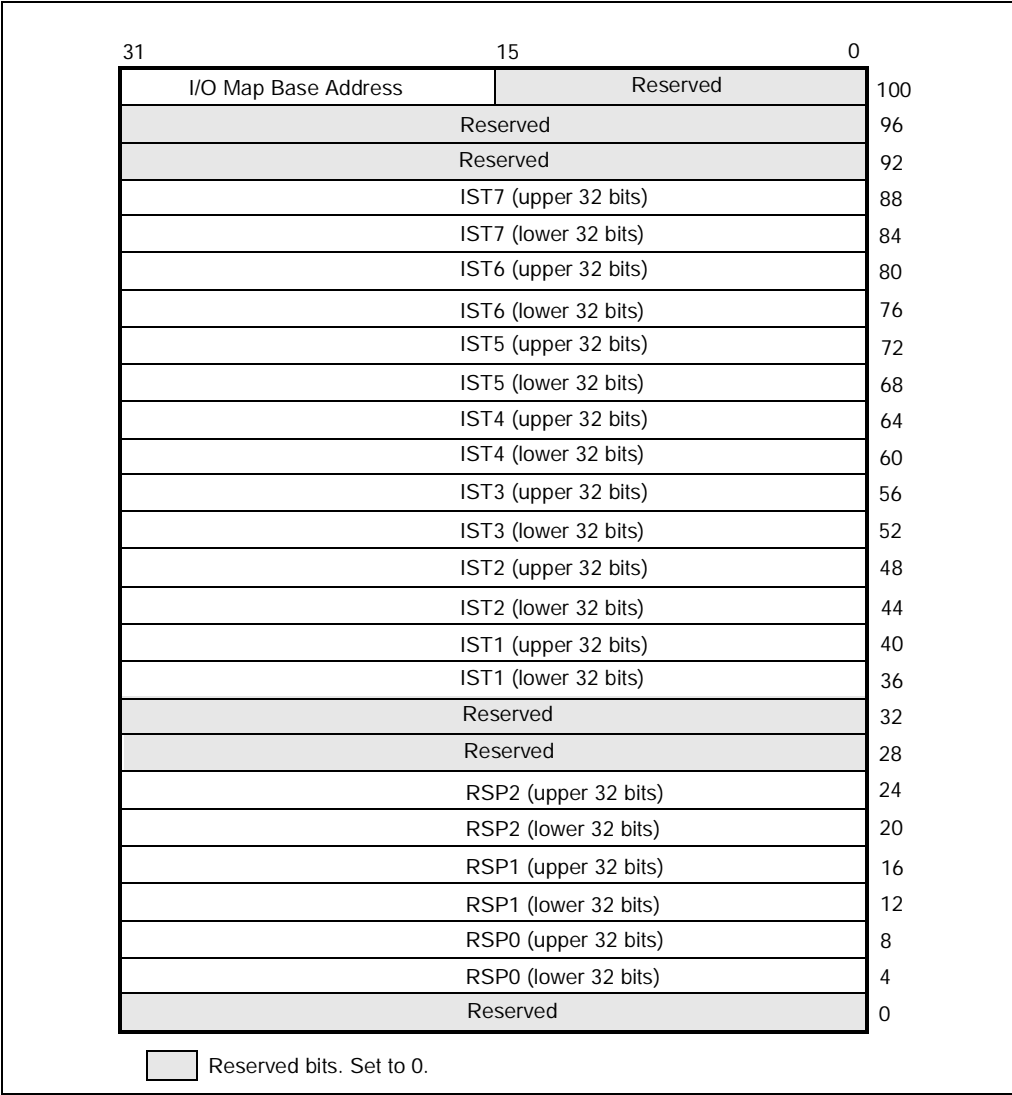 31 15 0
I/O Map Base Address Reserved 100
Reserved 96
Reserved 92
IST7 (upper 32 bits) 88
IST7 (lower 32 bits) 84
IST6 (upper 32 bits) 80
IST6 (lower 32 bits) 76
IST5 (upper 32 bits) 72
IST5 (lower 32 bits) 68
IST4 (upper 32 bits) 64
IST4 (lower 32 bits) 60
IST3 (upper 32 bits) 56
IST3 (lower 32 bits) 52
IST2 (upper 32 bits) 48
IST2 (lower 32 bits) 44
IST1 (upper 32 bits) 40
IST1 (lower 32 bits) 36
Reserved 32
Reserved 28
RSP2 (upper 32 bits) 24
RSP2 (lower 32 bits) 20
RSP1 (upper 32 bits) 16
RSP1 (lower 32 bits) 12
RSP0 (upper 32 bits) 8
RSP0 (lower 32 bits) 4
Reserved 0
Reserved bits. Set to 0.